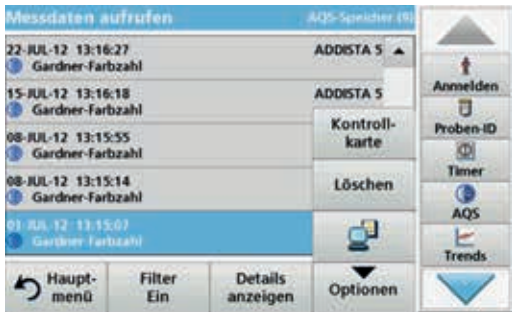 Messdaten aufrufen AQS-Speicher (9)
22-JUL-12 13:16:27 ADDISTA 5
Gardner-Farbzahl
15-JUL-12 13:16:18 ADDISTA 5
Gardner-Farbzahl
08-JUL-12 13:15:55
Gardner-Farbzahl
08-JUL-12 13:15:14
Gardner-Farbzahl
01-JUL-12 13:15:07
Gardner-Farbzahl
Kontroll-
karte
Löschen
Haupt-
menü
Filter
Ein
Details
anzeigen
Optionen
Anmelden
Proben-ID
Timer
AQS
Trends